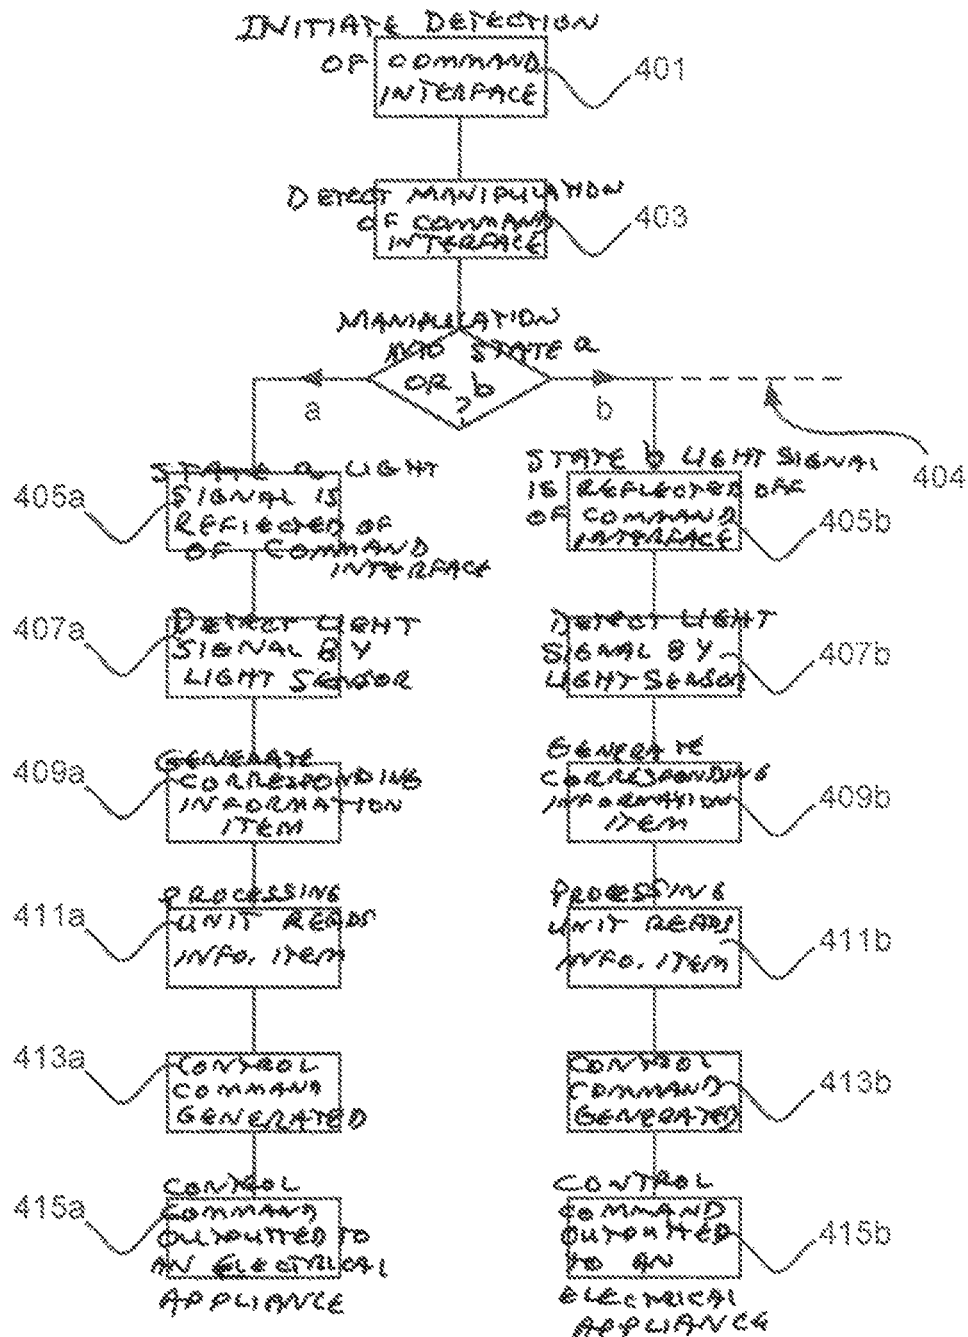 INITIATE DETECTION
OF COMMAND
INTERFACE
401
DETECT MANIPULATION
OF COMMAND
INTERFACE
403
MANIPULATION
INTO STATE a
OR b
?
a
b
404
STATE a LIGHT
SIGNAL IS
REFLECTED OF
OF COMMAND
INTERFACE
405a
STATE b LIGHT SIGNAL
IS REFLECTED OFF
OF COMMAND
INTERFACE
405b
DETECT LIGHT
SIGNAL BY
LIGHT SENSOR
407a
DETECT LIGHT
SIGNAL BY
LIGHT SENSOR
407b
GENERATE
CORRESPONDING
INFORMATION
ITEM
409a
GENERATE
CORRESPONDING
INFORMATION
ITEM
409b
PROCESSING
UNIT READS
INFO. ITEM
411a
PROCESSING
UNIT READS
INFO. ITEM
411b
CONTROL
COMMAND
GENERATED
413a
CONTROL
COMMAND
GENERATED
413b
CONTROL
COMMAND
OUTPUTTED TO
AN ELECTRICAL
APPLIANCE
415a
CONTROL
COMMAND
OUTPUTTED
TO AN
ELECTRICAL
APPLIANCE
415b